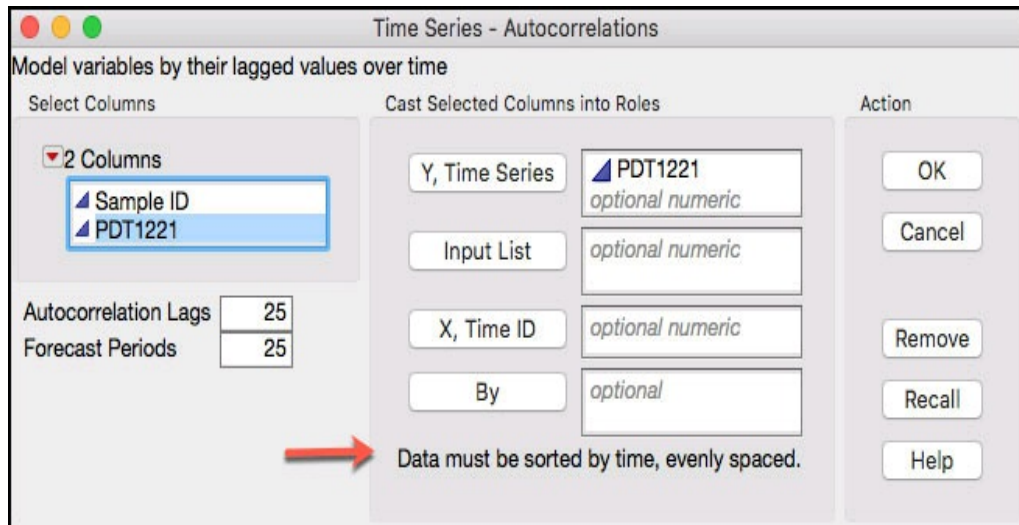 Time Series - Autocorrelations
Model variables by their lagged values over time
Select Columns
2 Columns
Sample ID
PDT1221
Autocorrelation Lags 25
Forecast Periods 25
Cast Selected Columns into Roles
Y, Time Series
PDT1221
optional numeric
Input List
optional numeric
X, Time ID
optional numeric
By
optional
Data must be sorted by time, evenly spaced.
Action
OK
Cancel
Remove
Recall
Help